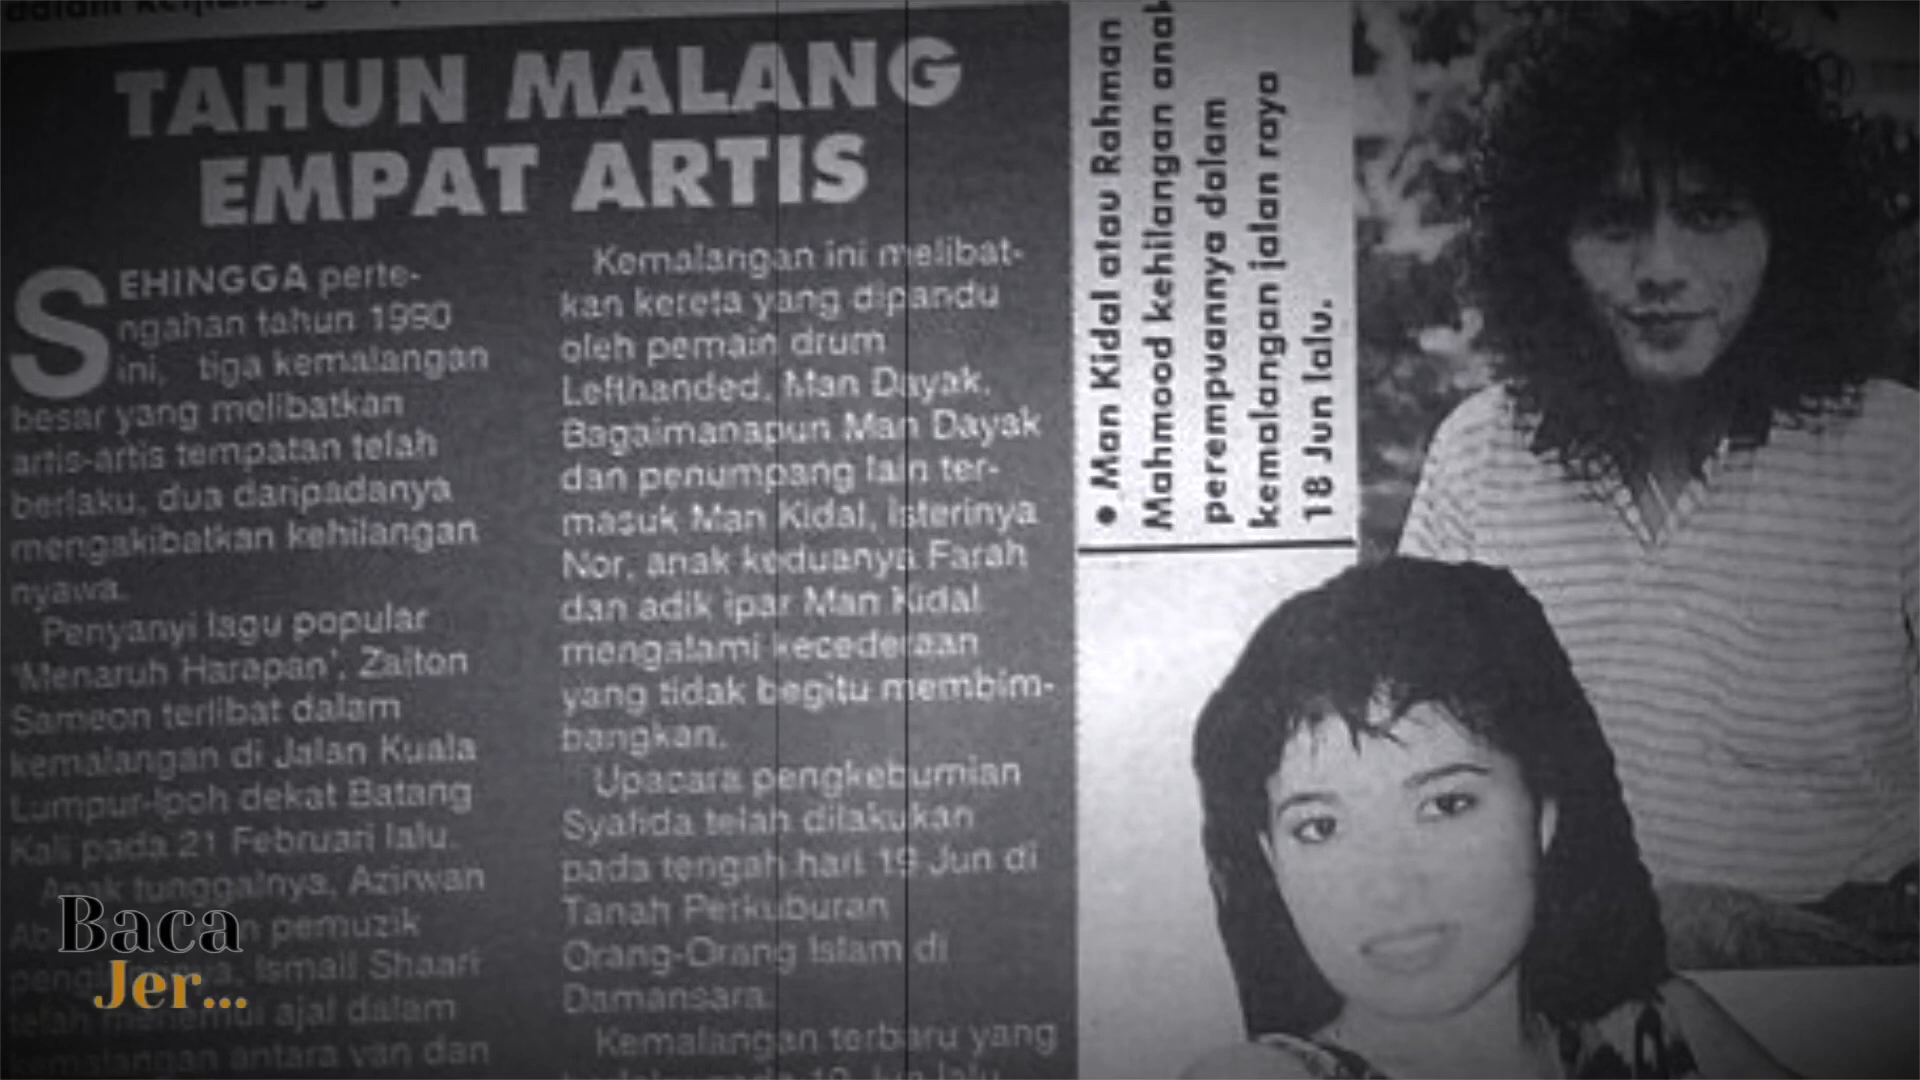 TAHUN MALANG
EMPAT ARTIS
SEHINGGA perte-
ngahan tahun 1990
ini, tiga kemalangan
besar yang melibatkan
artis-artis tempatan telah
berlaku, dua daripadanya
mengakibatkan kehilangan
nyawa.
Penyanyi lagu popular
'Menaruh Harapan', Zaiton
Sameon terlibat dalam
kemalangan di Jalan Kuala
Lumpur-Ipoh dekat Batang
Kali pada 21 Februari lalu.
Anak tunggalnya, Azirwan
pemuzik
Ismail Shaari
telah menemui ajal dalam
kemalangan antara van dan
Kemalangan ini melibat-
kan kereta yang dipandu
oleh pemain drum
Lefthanded, Man Dayak.
Bagaimanapun Man Dayak
dan penumpang lain ter-
masuk Man Kidal, isterinya
Nor, anak keduanya Farah
dan adik ipar Man Kidal
mengalami kecederaan
yang tidak begitu membim-
bangkan.
Upacara pengkebumian
Syafida telah dilakukan
pada tengah hari 19 Jun di
Tanah Perkuburan
Orang-Orang Islam di
Damansara.
Kemalangan terbaru yang
• Man Kidal atau Rahman
Mahmood kehilangan anak
perempuannya dalam
kemalangan jalan raya
18 Jun lalu.
Baca
Jer...